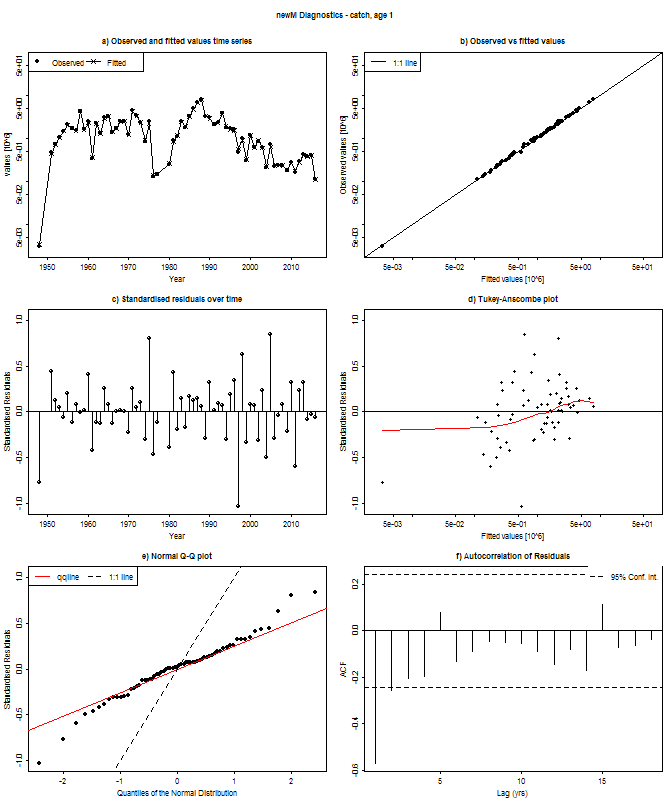 newM Diagnostics - catch, age 1
a) Observed and fitted values time series
values [10^6]
5e+01
5e+00
5e-01
5e-02
5e-03
Observed
Fitted
1950 1960 1970 1980 1990 2000 2010
Year
b) Observed vs fitted values
Observed values [10^6]
5e+01
5e+00
5e-01
5e-02
5e-03
1:1 line
5e-03 5e-02 5e-01 5e+00 5e+01
Fitted values [10^6]
c) Standardised residuals over time
Standardised Residuals
1.0
0.5
0.0
-0.5
-1.0
1950 1960 1970 1980 1990 2000 2010
Year
d) Tukey-Anscombe plot
Standardised Residuals
1.0
0.5
0.0
-0.5
-1.0
5e-03 5e-02 5e-01 5e+00 5e+01
Fitted values [10^6]
e) Normal Q-Q plot
Standardised Residuals
1.0
0.5
0.0
-0.5
-1.0
qqline
1:1 line
-2 -1 0 1 2
Quantiles of the Normal Distribution
f) Autocorrelation of Residuals
ACF
0.2
0.0
-0.2
-0.4
-0.6
95% Conf. Int.
5 10 15
Lag (yrs)